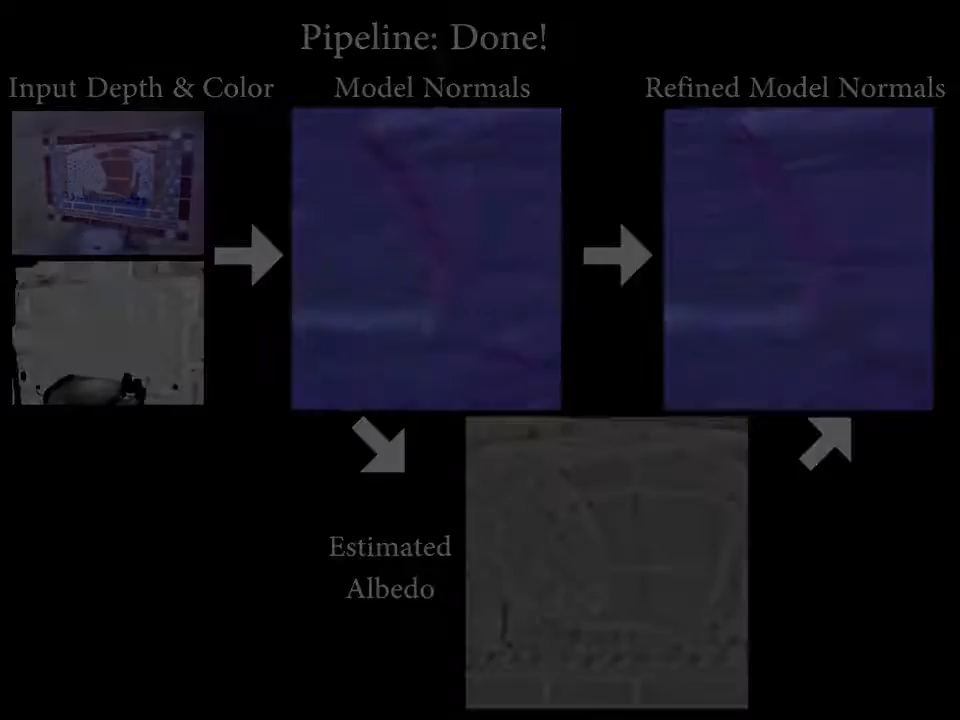 Pipeline: Done!
Input Depth & Color
Model Normals
Refined Model Normals
Estimated
Albedo